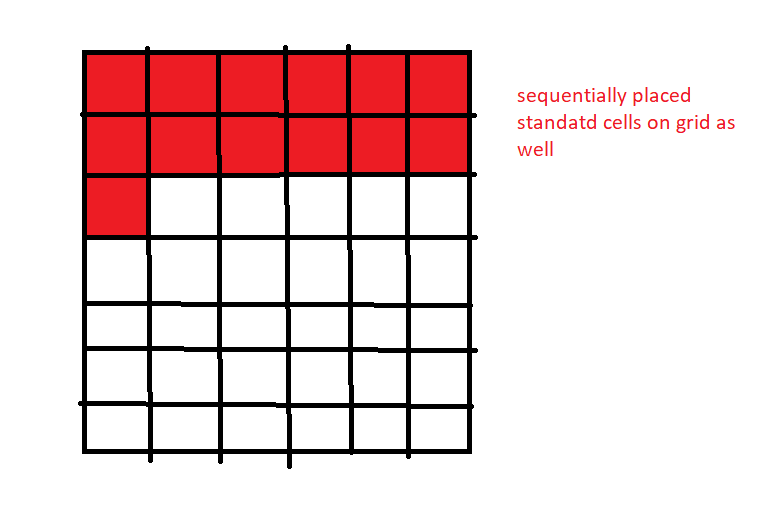 sequentially placed
standatd cells on grid as
well